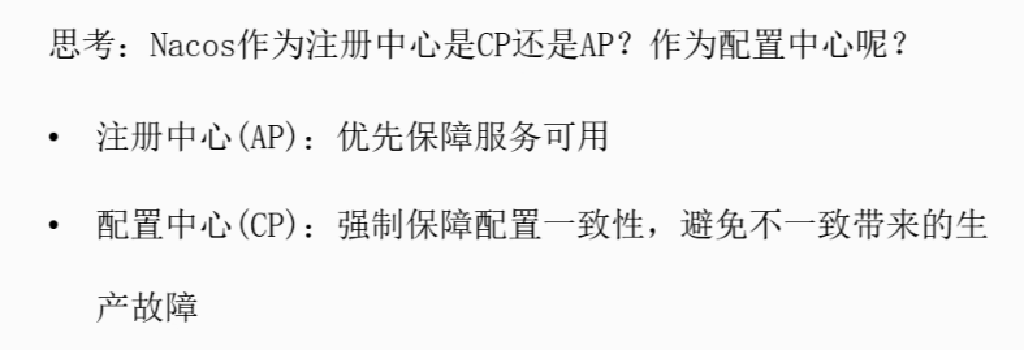 思考：Nacos作为注册中心是CP还是AP？作为配置中心呢？
• 注册中心(AP)：优先保障服务可用
• 配置中心(CP)：强制保障配置一致性，避免不一致带来的生
产故障